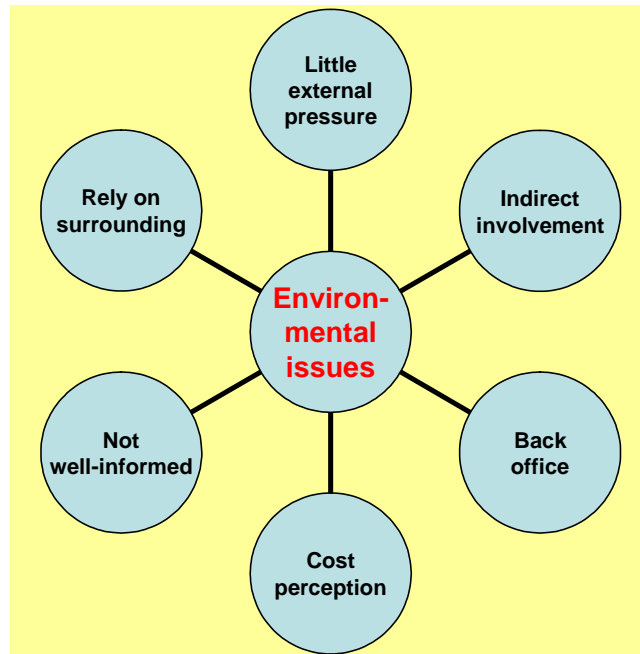 Little
external
pressure
Rely on
surrounding
Indirect
involvement
Environ-
mental
issues
Not
well-informed
Back
office
Cost
perception